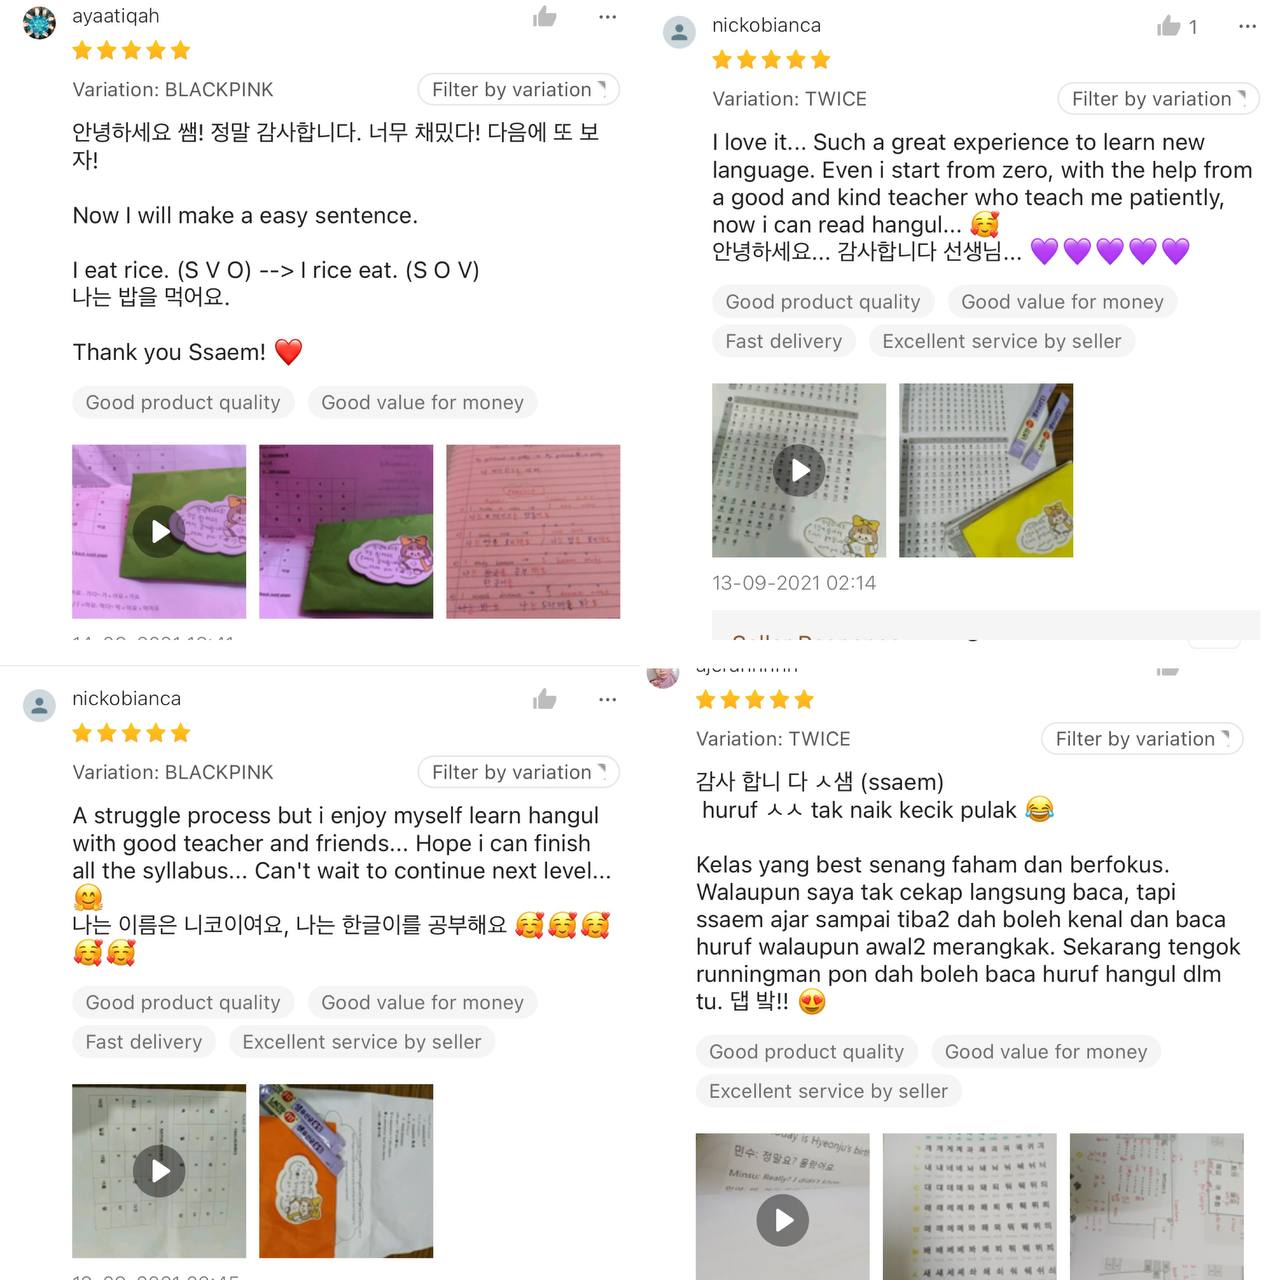 ayaatiqah
Variation: BLACKPINK
Filter by variation
안녕하세요 쌤! 정말 감사합니다. 너무 채밌다! 다음에 또 보
자!
Now I will make a easy sentence.
I eat rice. (S V O) --> I rice eat. (S O V)
나는 밥을 먹어요.
Thank you Ssaem! ❤️
Good product quality
Good value for money
nickobianca
1
Variation: TWICE
Filter by variation
I love it... Such a great experience to learn new
language. Even i start from zero, with the help from
a good and kind teacher who teach me patiently,
now i can read hangul... 🥰
안녕하세요... 감사합니다 선생님... 💜💜💜💜💜
Good product quality
Good value for money
Fast delivery
Excellent service by seller
13-09-2021 02:14
Seller Response
nickobianca
Variation: BLACKPINK
Filter by variation
A struggle process but i enjoy myself learn hangul
with good teacher and friends... Hope i can finish
all the syllabus... Can't wait to continue next level...
🤗
나는 이름은 니코이여요, 나는 한글이를 공부해요 🥰🥰🥰
🥰🥰
Good product quality
Good value for money
Fast delivery
Excellent service by seller
Variation: TWICE
Filter by variation
감사 합니 다 ㅅ샘 (ssaem)
huruf ㅅㅅ tak naik kecik pulak 😂
Kelas yang best senang faham dan berfokus.
Walaupun saya tak cekap langsung baca, tapi
ssaem ajar sampai tiba2 dah boleh kenal dan baca
huruf walaupun awal2 merangkak. Sekarang tengok
runningman pon dah boleh baca huruf hangul dlm
tu. 댑 밬!! 😍
Good product quality
Good value for money
Excellent service by seller
민수: 정말요? 몰랐어요.
Minsu: Really? I didn't know